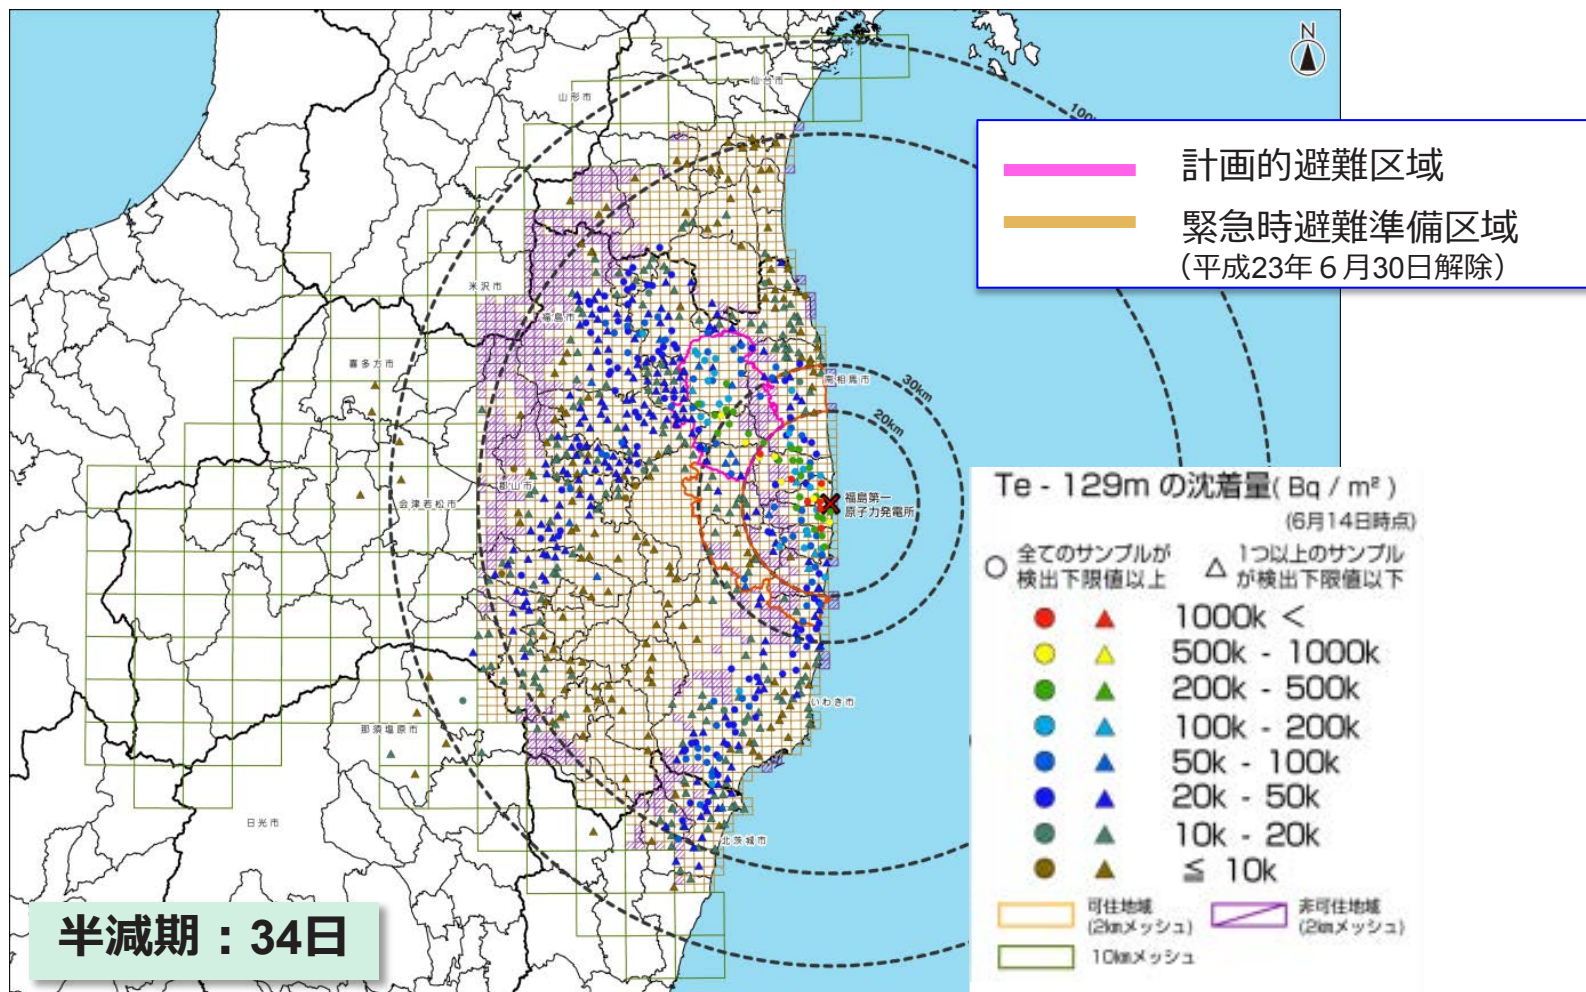 N
仙台市
山形市
100
計画的避難区域
緊急時避難準備区域
（平成23年６月30日解除）
米沢市
福島市
喜多方市
南相馬市
30km
20km
郡山市
会津若松市
福島第一
原子力発電所
いわき市
那須塩原市
日光市
北茨城市
半減期：34日
Te - 129m の沈着量( Bq / m² )
(6月14日時点)
○ 全てのサンプルが 検出下限値以上
△ 1つ以上のサンプル が検出下限値以下
1000k <
500k - 1000k
200k - 500k
100k - 200k
50k - 100k
20k - 50k
10k - 20k
≦ 10k
可住地域
(2kmメッシュ)
非可住地域
(2kmメッシュ)
10kmメッシュ